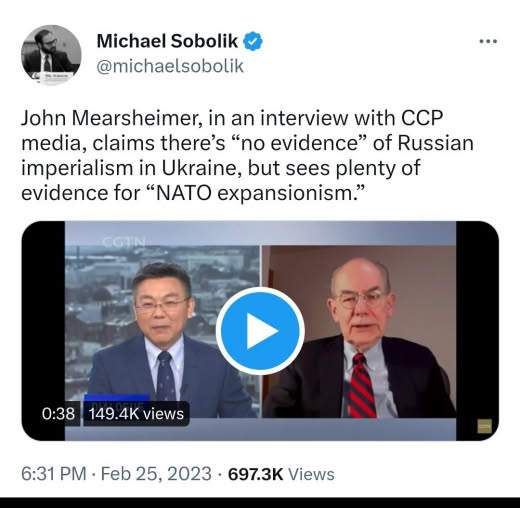 Michael Sobolik
@michaelsobolik
John Mearsheimer, in an interview with CCP
media, claims there’s “no evidence” of Russian
imperialism in Ukraine, but sees plenty of
evidence for “NATO expansionism.”
CGTN
DIALOGUE
0:38 149.4K views
6:31 PM · Feb 25, 2023 · 697.3K Views